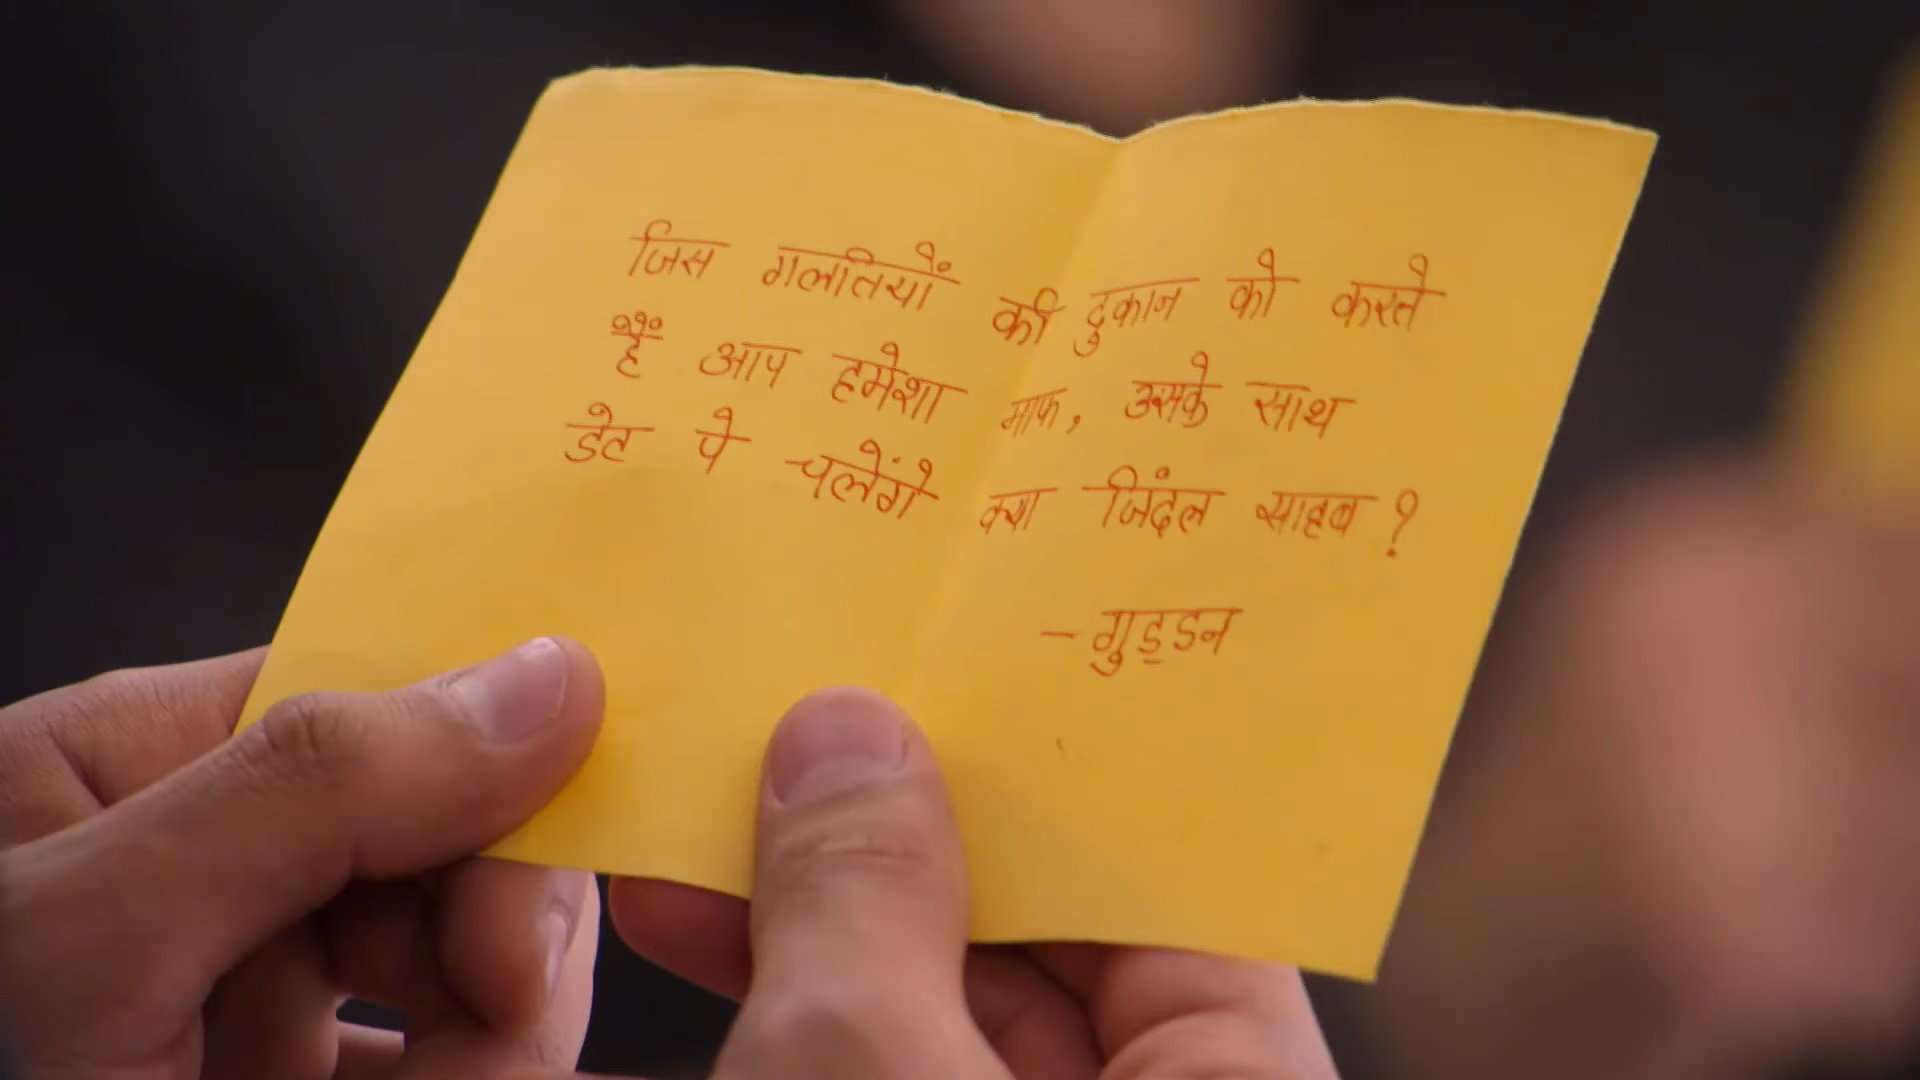 जिस गलतियों की दुकान को करते
हैं आप हमेशा माफ, उसके साथ
डेट पे चलेंगे क्या जिंदल साहब ?
- गुड्डन